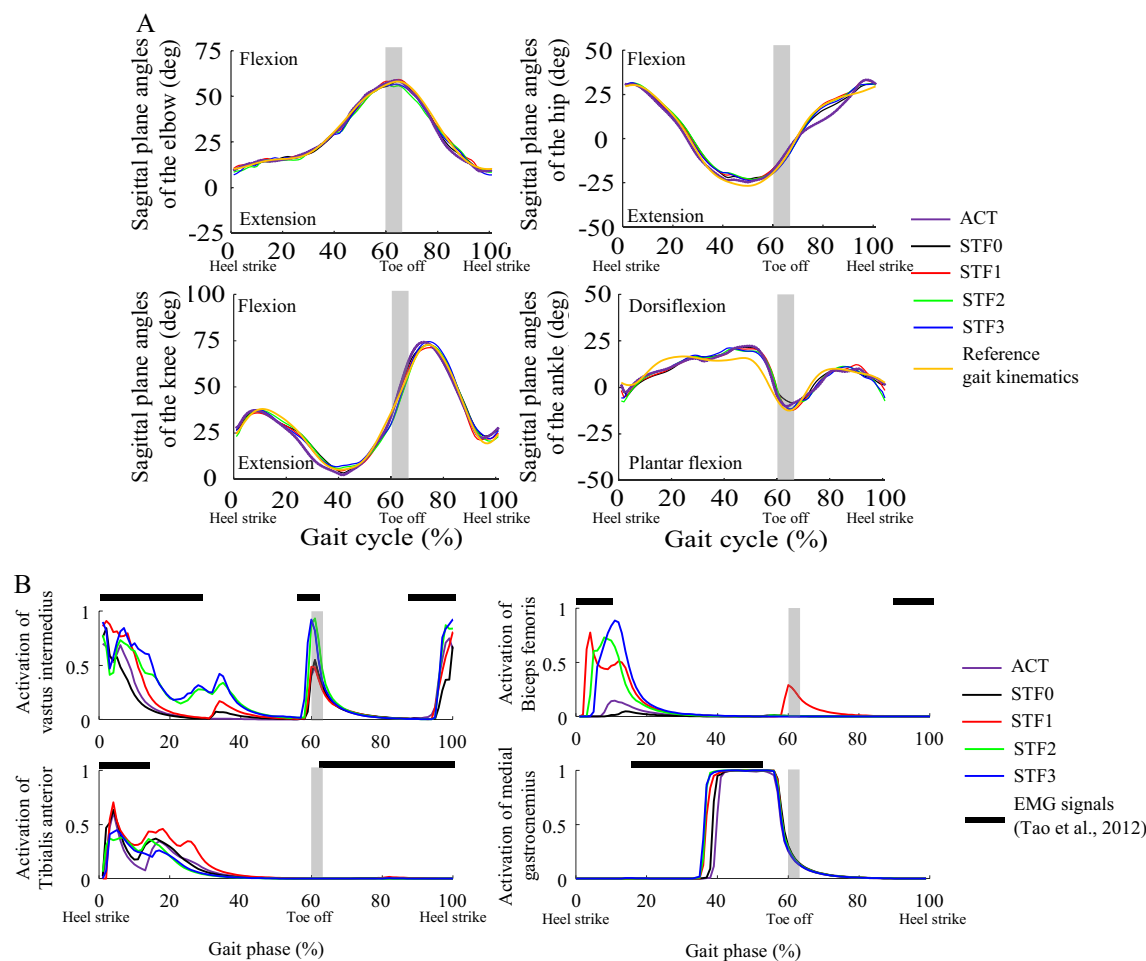 A
Sagittal plane angles
of the elbow (deg)
75
50
25
0
-25
Flexion
Extension
0 20 40 60 80 100
Heel strike Toe off Heel strike
Sagittal plane angles
of the hip (deg)
50
25
0
-25
-50
Flexion
Extension
0 20 40 60 80 100
Heel strike Toe off Heel strike
Sagittal plane angles
of the knee (deg)
100
75
50
25
0
Flexion
Extension
0 20 40 60 80 100
Heel strike Toe off Heel strike
Gait cycle (%)
Sagittal plane angles
of the ankle (deg)
50
25
0
-25
-50
Dorsiflexion
Plantar flexion
0 20 40 60 80 100
Heel strike Toe off Heel strike
Gait cycle (%)
ACT
STF0
STF1
STF2
STF3
Reference
gait kinematics
B
Activation of
vastus intermedius
1
0.5
0
0 20 40 60 80 100
Activation of
Biceps femoris
1
0.5
0
0 20 40 60 80 100
Activation of
Tibialis anterior
1
0.5
0
0 20 40 60 80 100
Heel strike Toe off Heel strike
Gait phase (%)
Activation of medial
gastrocnemius
1
0.5
0
0 20 40 60 80 100
Heel strike Toe off Heel strike
Gait phase (%)
ACT
STF0
STF1
STF2
STF3
EMG signals
(Tao et al., 2012)